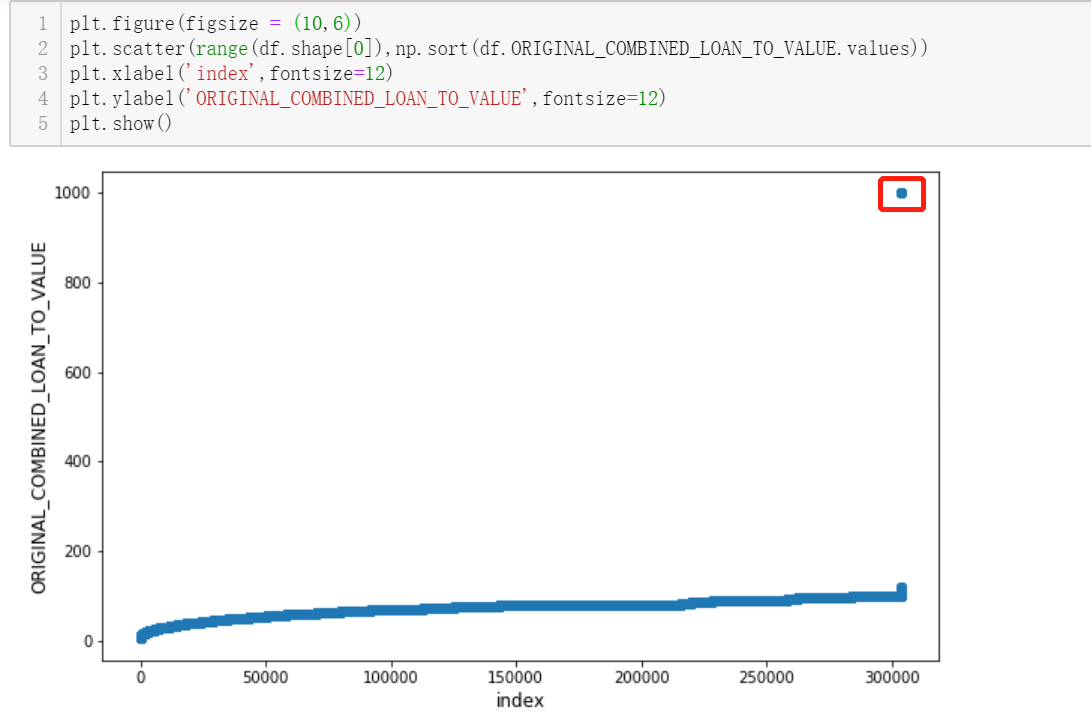 1 plt.figure(figsize = (10,6))
2 plt.scatter(range(df.shape[0]),np.sort(df.ORIGINAL_COMBINED_LOAN_TO_VALUE.values))
3 plt.xlabel('index',fontsize=12)
4 plt.ylabel('ORIGINAL_COMBINED_LOAN_TO_VALUE',fontsize=12)
5 plt.show()
ORIGINAL_COMBINED_LOAN_TO_VALUE
1000
800
600
400
200
0
0 50000 100000 150000 200000 250000 300000
index